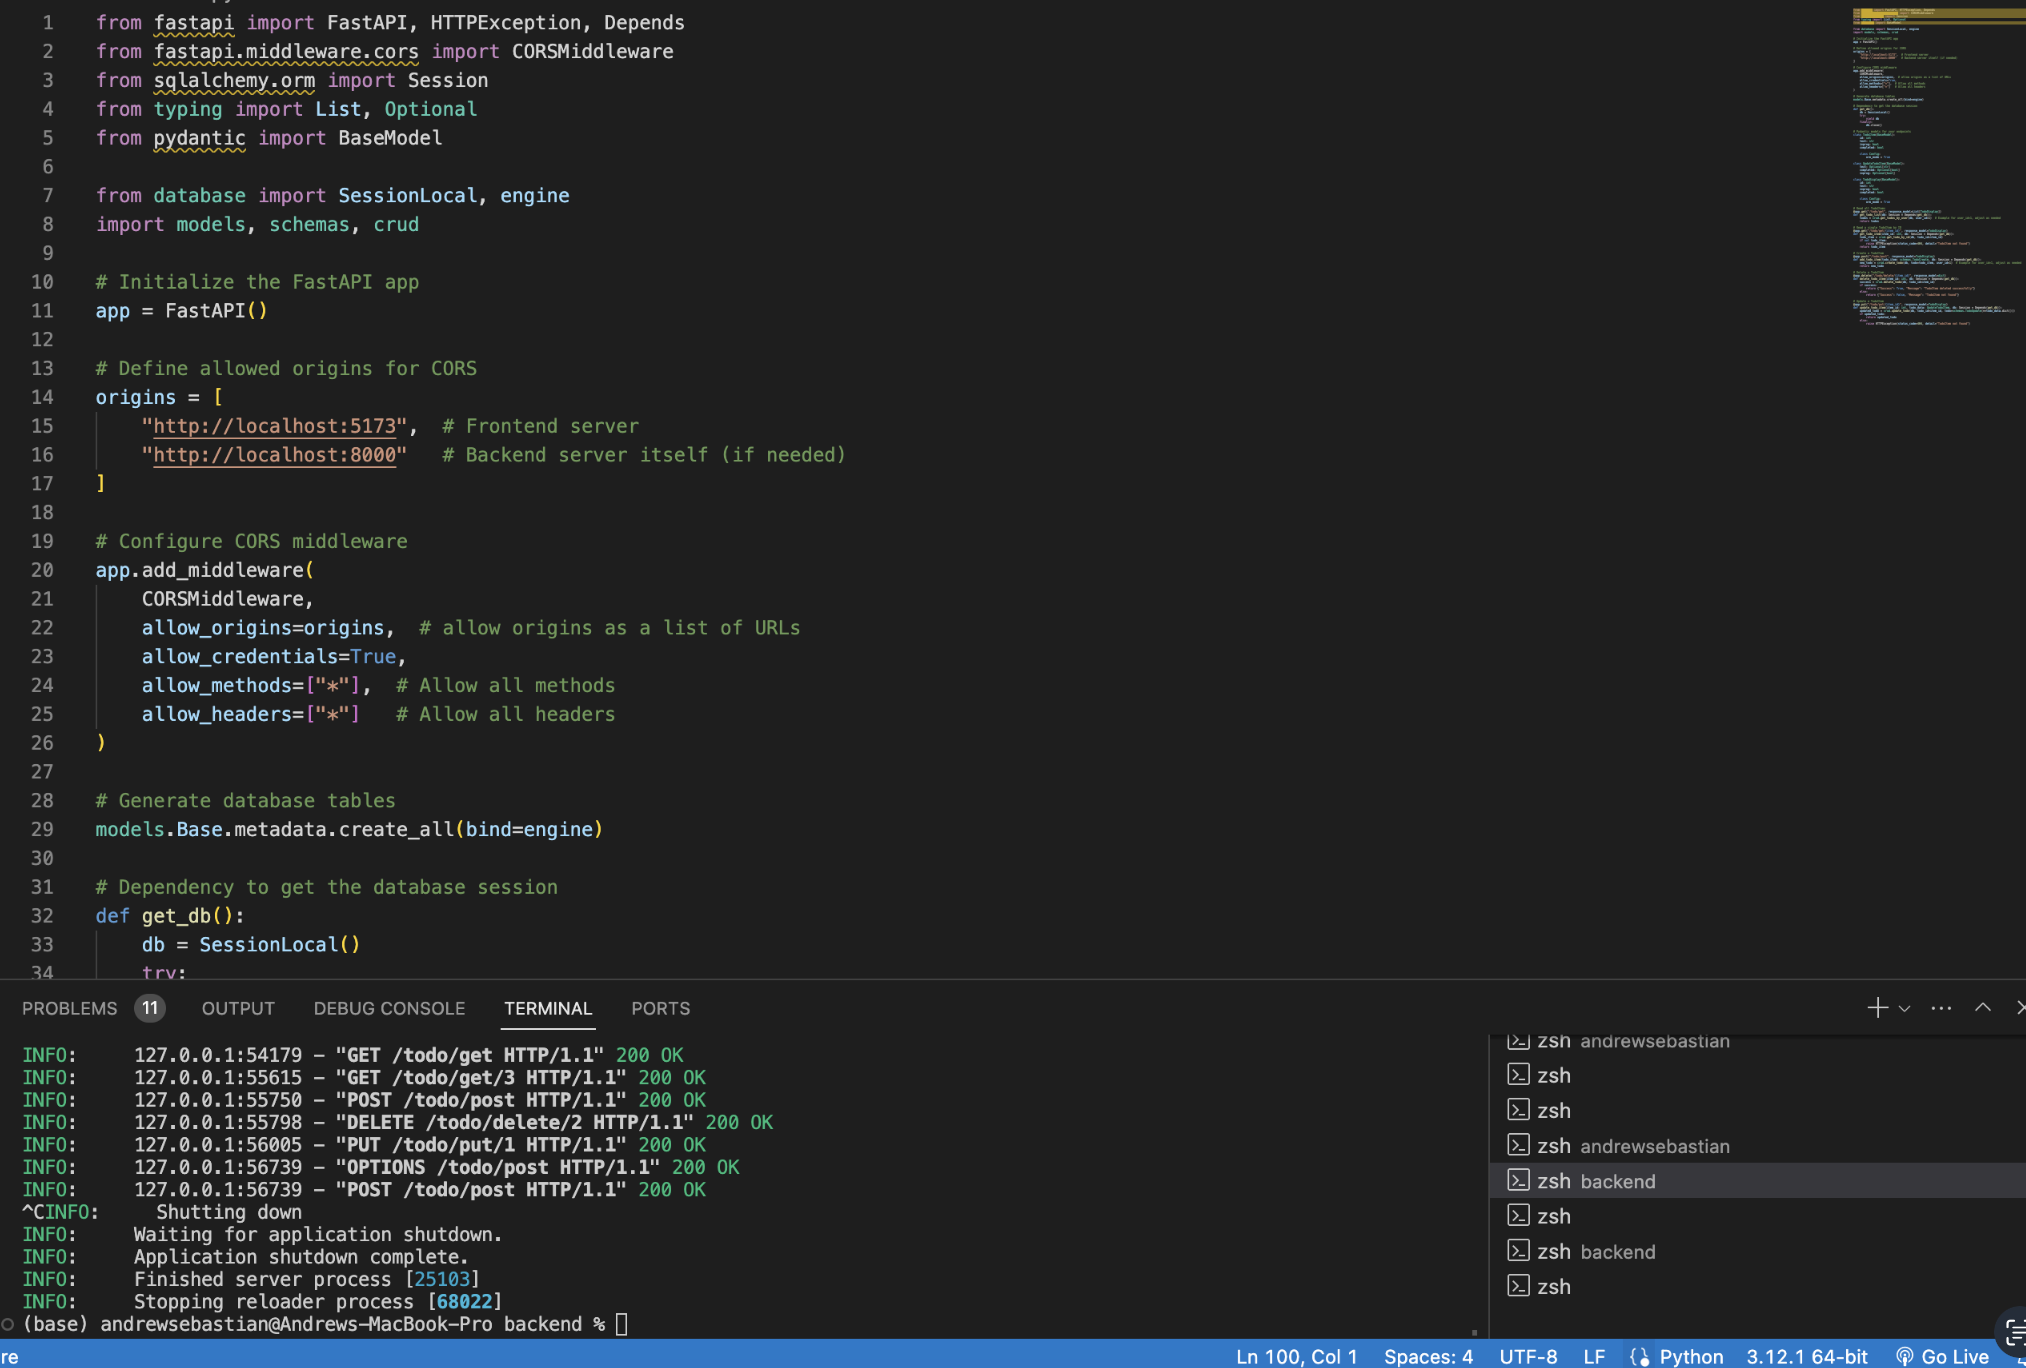 1 from fastapi import FastAPI, HTTPException, Depends
2 from fastapi.middleware.cors import CORSMiddleware
3 from sqlalchemy.orm import Session
4 from typing import List, Optional
5 from pydantic import BaseModel
6
7 from database import SessionLocal, engine
8 import models, schemas, crud
9
10 # Initialize the FastAPI app
11 app = FastAPI()
12
13 # Define allowed origins for CORS
14 origins = [
15     "http://localhost:5173",  # Frontend server
16     "http://localhost:8000"   # Backend server itself (if needed)
17 ]
18
19 # Configure CORS middleware
20 app.add_middleware(
21     CORSMiddleware,
22     allow_origins=origins,  # allow origins as a list of URLs
23     allow_credentials=True,
24     allow_methods=["*"],  # Allow all methods
25     allow_headers=["*"]   # Allow all headers
26 )
27
28 # Generate database tables
29 models.Base.metadata.create_all(bind=engine)
30
31 # Dependency to get the database session
32 def get_db():
33     db = SessionLocal()
34     try:
PROBLEMS 11 OUTPUT DEBUG CONSOLE TERMINAL PORTS
INFO:     127.0.0.1:54179 - "GET /todo/get HTTP/1.1" 200 OK
INFO:     127.0.0.1:55615 - "GET /todo/get/3 HTTP/1.1" 200 OK
INFO:     127.0.0.1:55750 - "POST /todo/post HTTP/1.1" 200 OK
INFO:     127.0.0.1:55798 - "DELETE /todo/delete/2 HTTP/1.1" 200 OK
INFO:     127.0.0.1:56005 - "PUT /todo/put/1 HTTP/1.1" 200 OK
INFO:     127.0.0.1:56739 - "OPTIONS /todo/post HTTP/1.1" 200 OK
INFO:     127.0.0.1:56739 - "POST /todo/post HTTP/1.1" 200 OK
^CINFO:     Shutting down
INFO:     Waiting for application shutdown.
INFO:     Application shutdown complete.
INFO:     Finished server process [25103]
INFO:     Stopping reloader process [68022]
(base) andrewsebastian@Andrews-MacBook-Pro backend %
zsh andrewsebastian
zsh
zsh
zsh andrewsebastian
zsh backend
zsh
zsh backend
zsh
re Ln 100, Col 1 Spaces: 4 UTF-8 LF Python 3.12.1 64-bit Go Live